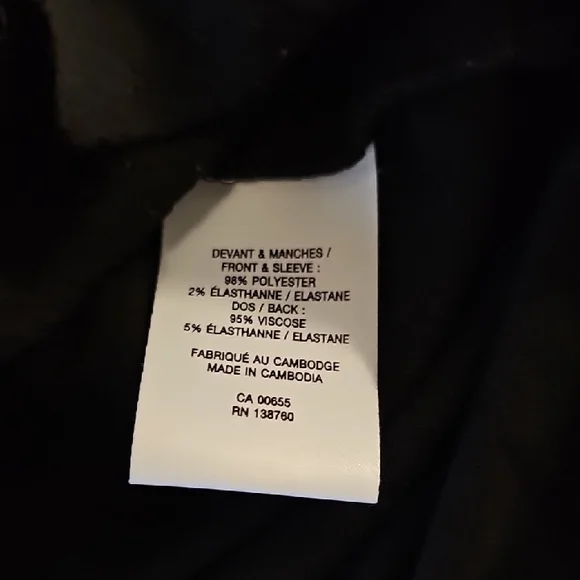 DEVANT & MANCHES /
FRONT & SLEEVE :
98% POLYESTER
2% ÉLASTHANNE / ELASTANE
DOS / BACK :
95% VISCOSE
5% ÉLASTHANNE / ELASTANE
FABRIQUÉ AU CAMBODGE
MADE IN CAMBODIA
CA 00655
RN 138760